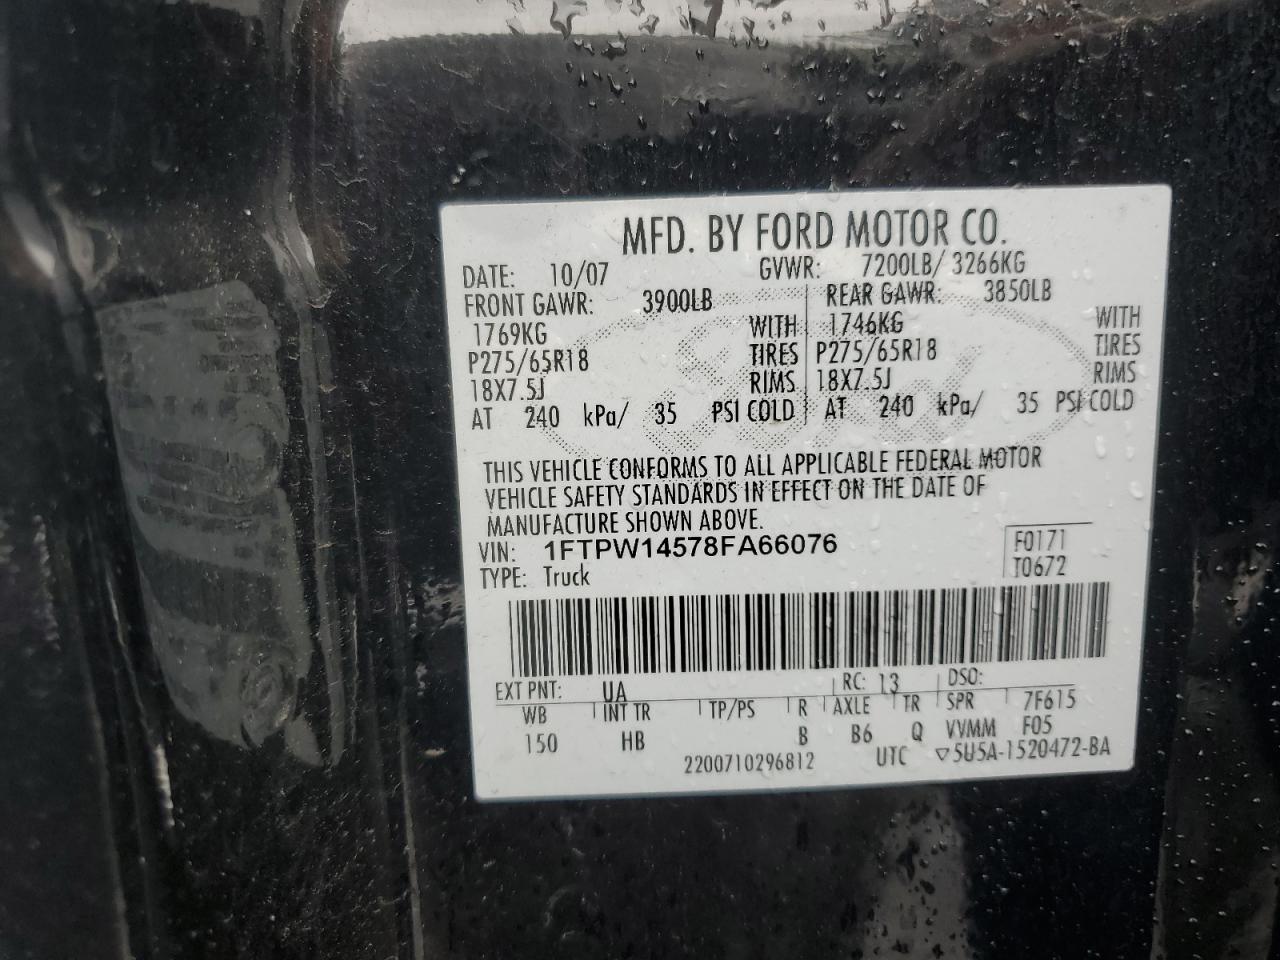 MFD. BY FORD MOTOR CO.
DATE: 10/07 GVWR: 7200LB/ 3266KG
FRONT GAWR: 3900LB REAR GAWR: 3850LB
1769KG WITH 1746KG WITH
P275/65R18 TIRES P275/65R18 TIRES
18X7.5J RIMS 18X7.5J RIMS
AT 240 kPa/ 35 PSI COLD AT 240 kPa/ 35 PSI COLD
THIS VEHICLE CONFORMS TO ALL APPLICABLE FEDERAL MOTOR
VEHICLE SAFETY STANDARDS IN EFFECT ON THE DATE OF
MANUFACTURE SHOWN ABOVE.
VIN: 1FTPW14578FA66076 F0171
TYPE: Truck T0672
EXT PNT: UA RC: 13 DSO:
WB INT TR TP/PS R AXLE TR SPR 7F615
150 HB B B6 Q VVMM F05
2200710296812 UTC ▽5U5A-1520472-BA